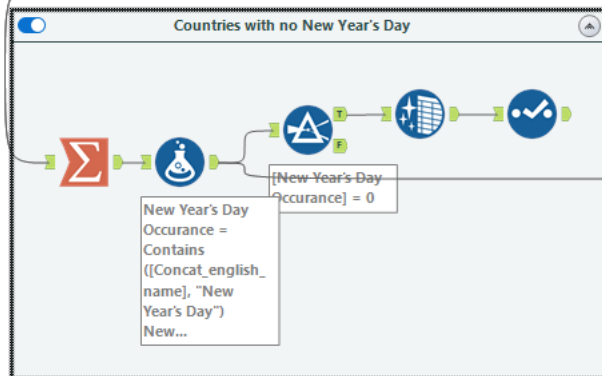 Countries with no New Year's Day
T
F
[New Year's Day
Occurance] = 0
New Year's Day
Occurance =
Contains
([Concat_english_
name], "New
Year's Day")
New...